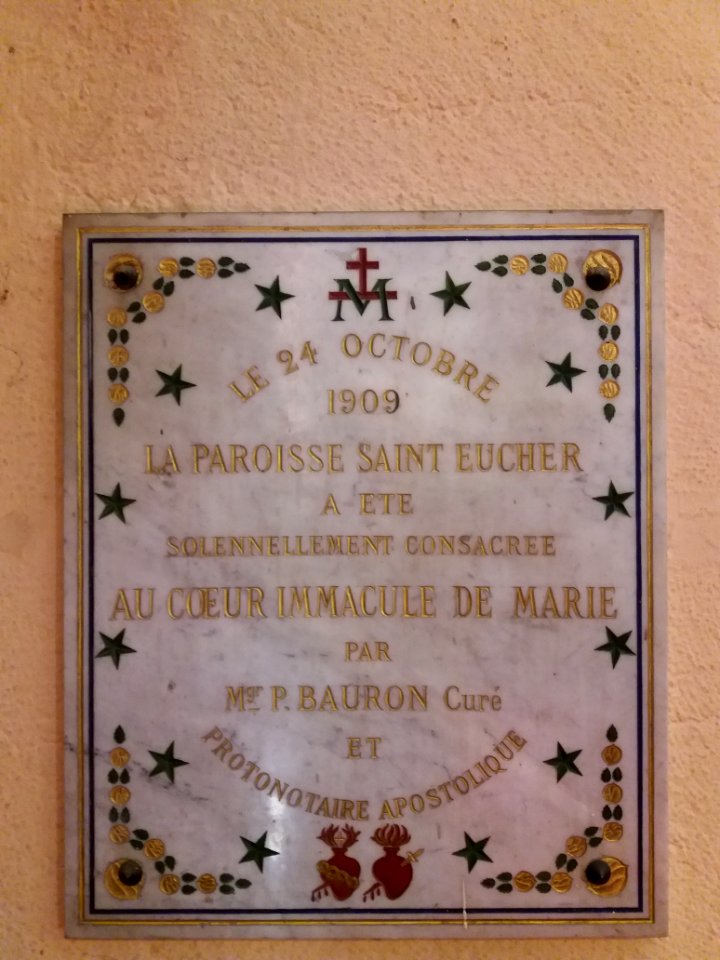 M
LE 24 OCTOBRE
1909
LA PAROISSE SAINT EUCHER
A ETE
SOLENNELLEMENT CONSACREE
AU CŒUR IMMACULE DE MARIE
PAR
Mgr P. BAURON Curé
ET
PROTONOTAIRE APOSTOLIQUE